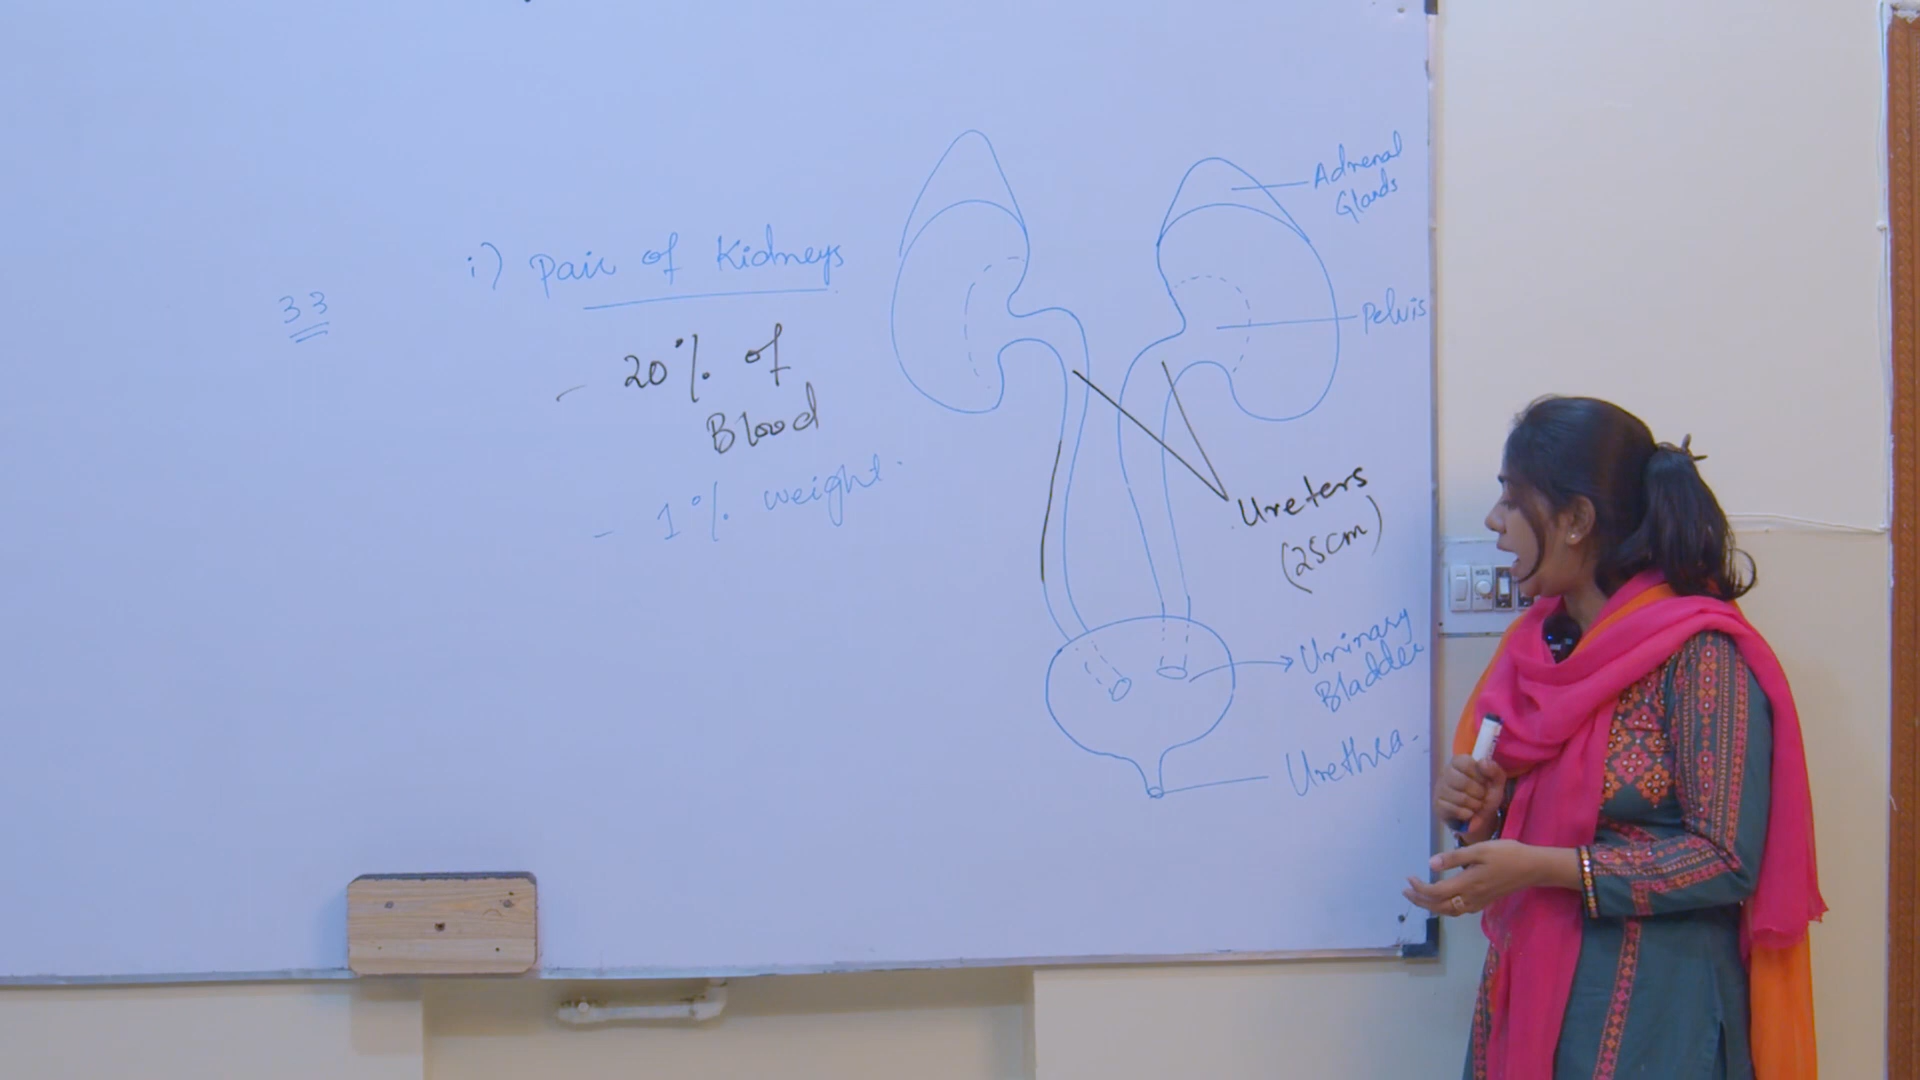 33
i) Pair of Kidneys
- 20% of
Blood
- 1% weight.
Adrenal
Glands
Pelvis
Ureters
(25cm)
Urinary
Bladder
Urethra.